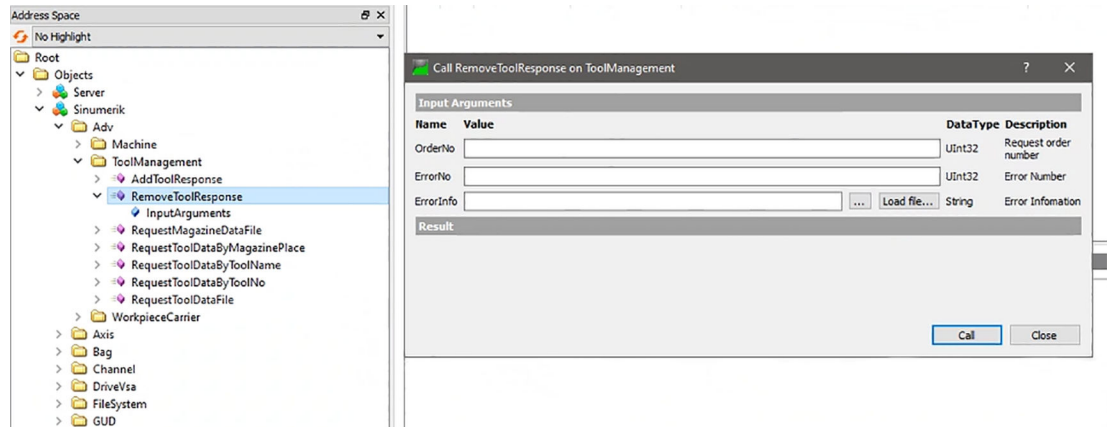 Address Space
No Highlight
Root
Objects
Server
Sinumerik
Adv
Machine
ToolManagement
AddToolResponse
RemoveToolResponse
InputArguments
RequestMagazineDataFile
RequestToolDataByMagazinePlace
RequestToolDataByToolName
RequestToolDataByToolNo
RequestToolDataFile
WorkpieceCarrier
Axis
Bag
Channel
DriveVsa
FileSystem
GUD
Call RemoveToolResponse on ToolManagement
Input Arguments
Name Value DataType Description
OrderNo UInt32 Request order
number
ErrorNo UInt32 Error Number
ErrorInfo ... Load file... String Error Infomation
Result
Call Close